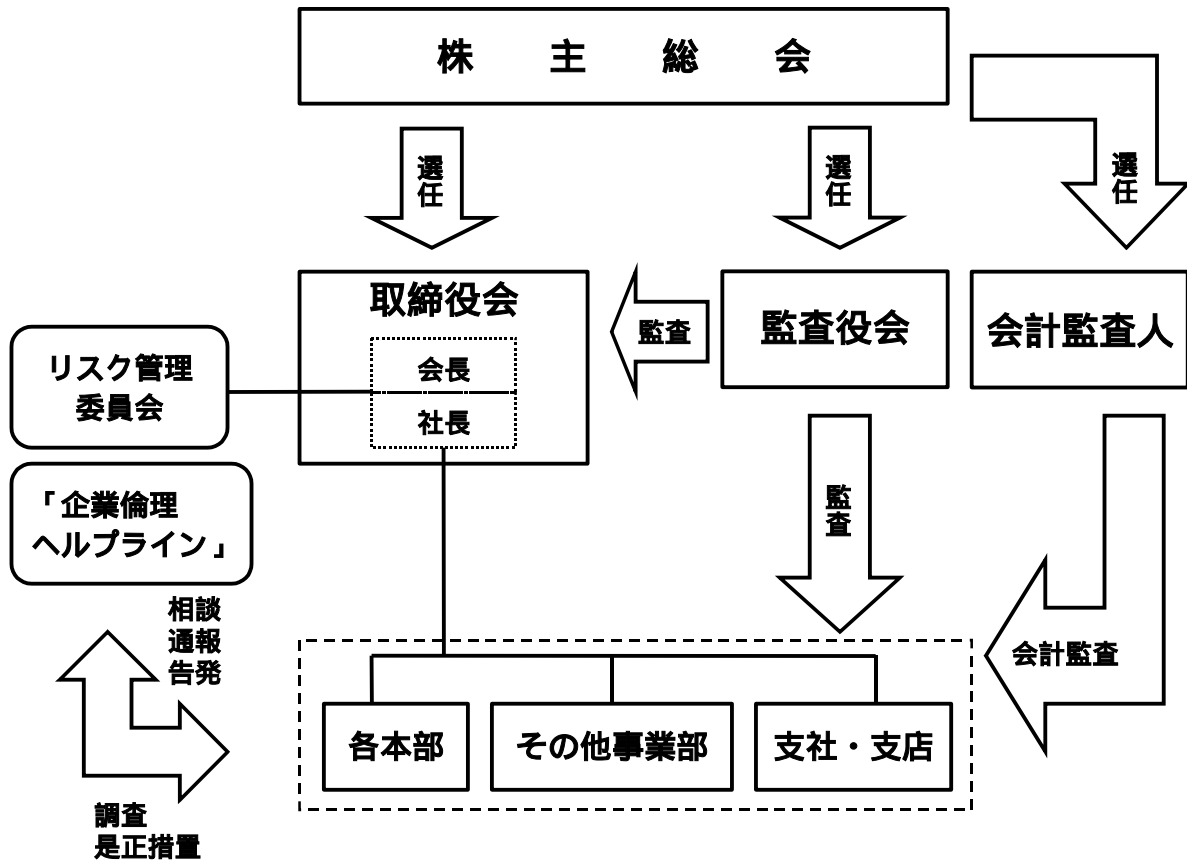 株主総会
選任
選任
選任
取締役会
会長
社長
監査
監査役会
会計監査人
リスク管理
委員会
「企業倫理
ヘルプライン」
監査
相談
通報
告発
会計監査
各本部
その他事業部
支社・支店
調査
是正措置